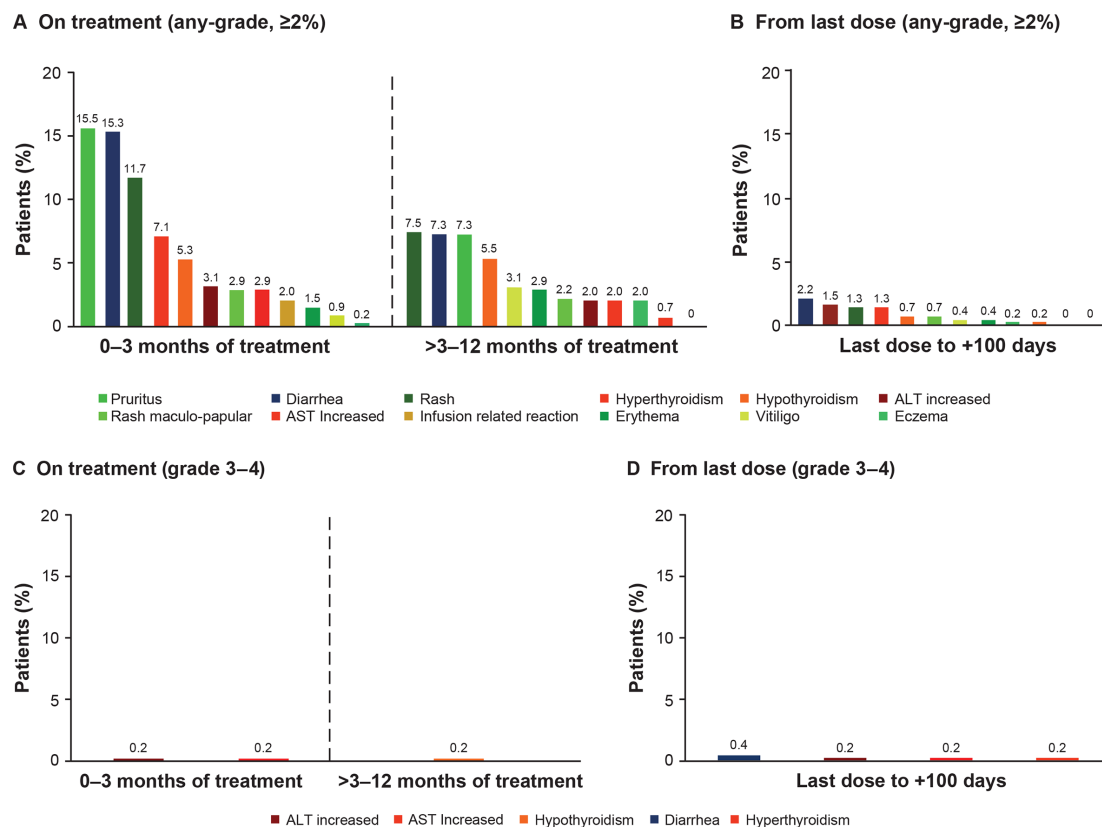 A On treatment (any-grade, ≥2%)
B From last dose (any-grade, ≥2%)
Patients (%)
20
15
10
5
0
15.5
15.3
11.7
7.1
5.3
3.1
2.9
2.9
2.0
1.5
0.9
0.2
7.5
7.3
7.3
5.5
3.1
2.9
2.2
2.0
2.0
2.0
0.7
0
0–3 months of treatment
>3–12 months of treatment
Patients (%)
20
15
10
5
0
2.2
1.5
1.3
1.3
0.7
0.7
0.4
0.4
0.2
0.2
0
0
Last dose to +100 days
Pruritus
Diarrhea
Rash
Hyperthyroidism
Hypothyroidism
ALT increased
Rash maculo-papular
AST Increased
Infusion related reaction
Erythema
Vitiligo
Eczema
C On treatment (grade 3–4)
D From last dose (grade 3–4)
Patients (%)
20
15
10
5
0
0.2
0.2
0.2
0–3 months of treatment
>3–12 months of treatment
Patients (%)
20
15
10
5
0
0.4
0.2
0.2
0.2
Last dose to +100 days
ALT increased
AST Increased
Hypothyroidism
Diarrhea
Hyperthyroidism